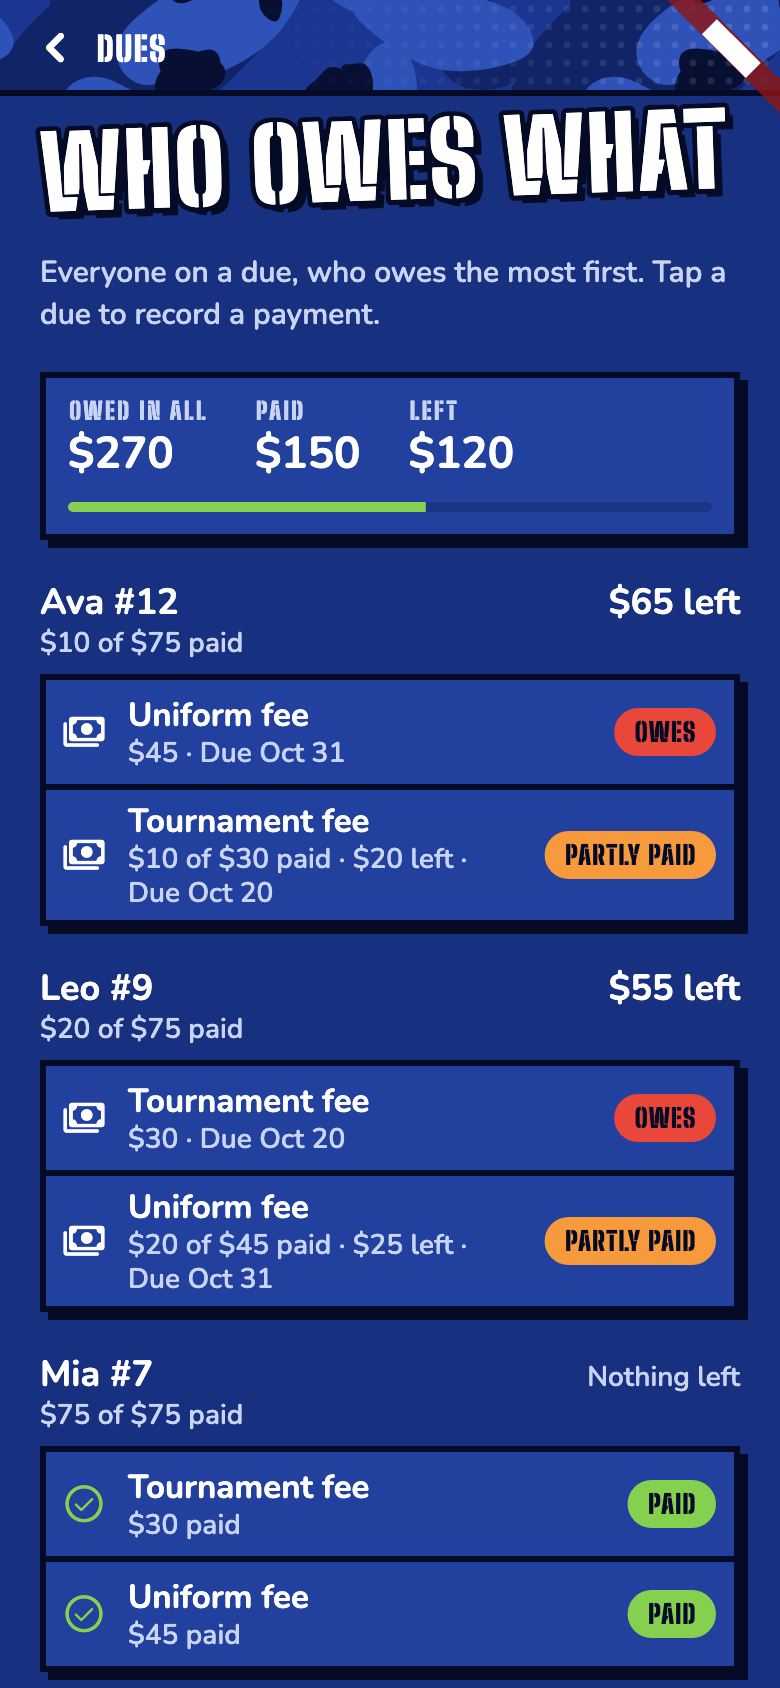 DUES
WHO OWES WHAT
Everyone on a due, who owes the most first. Tap a
due to record a payment.
OWED IN ALL PAID LEFT
$270 $150 $120
Ava #12 $65 left
$10 of $75 paid
Uniform fee
$45 · Due Oct 31
OWES
Tournament fee
$10 of $30 paid · $20 left ·
Due Oct 20
PARTLY PAID
Leo #9 $55 left
$20 of $75 paid
Tournament fee
$30 · Due Oct 20
OWES
Uniform fee
$20 of $45 paid · $25 left ·
Due Oct 31
PARTLY PAID
Mia #7 Nothing left
$75 of $75 paid
Tournament fee
$30 paid
PAID
Uniform fee
$45 paid
PAID